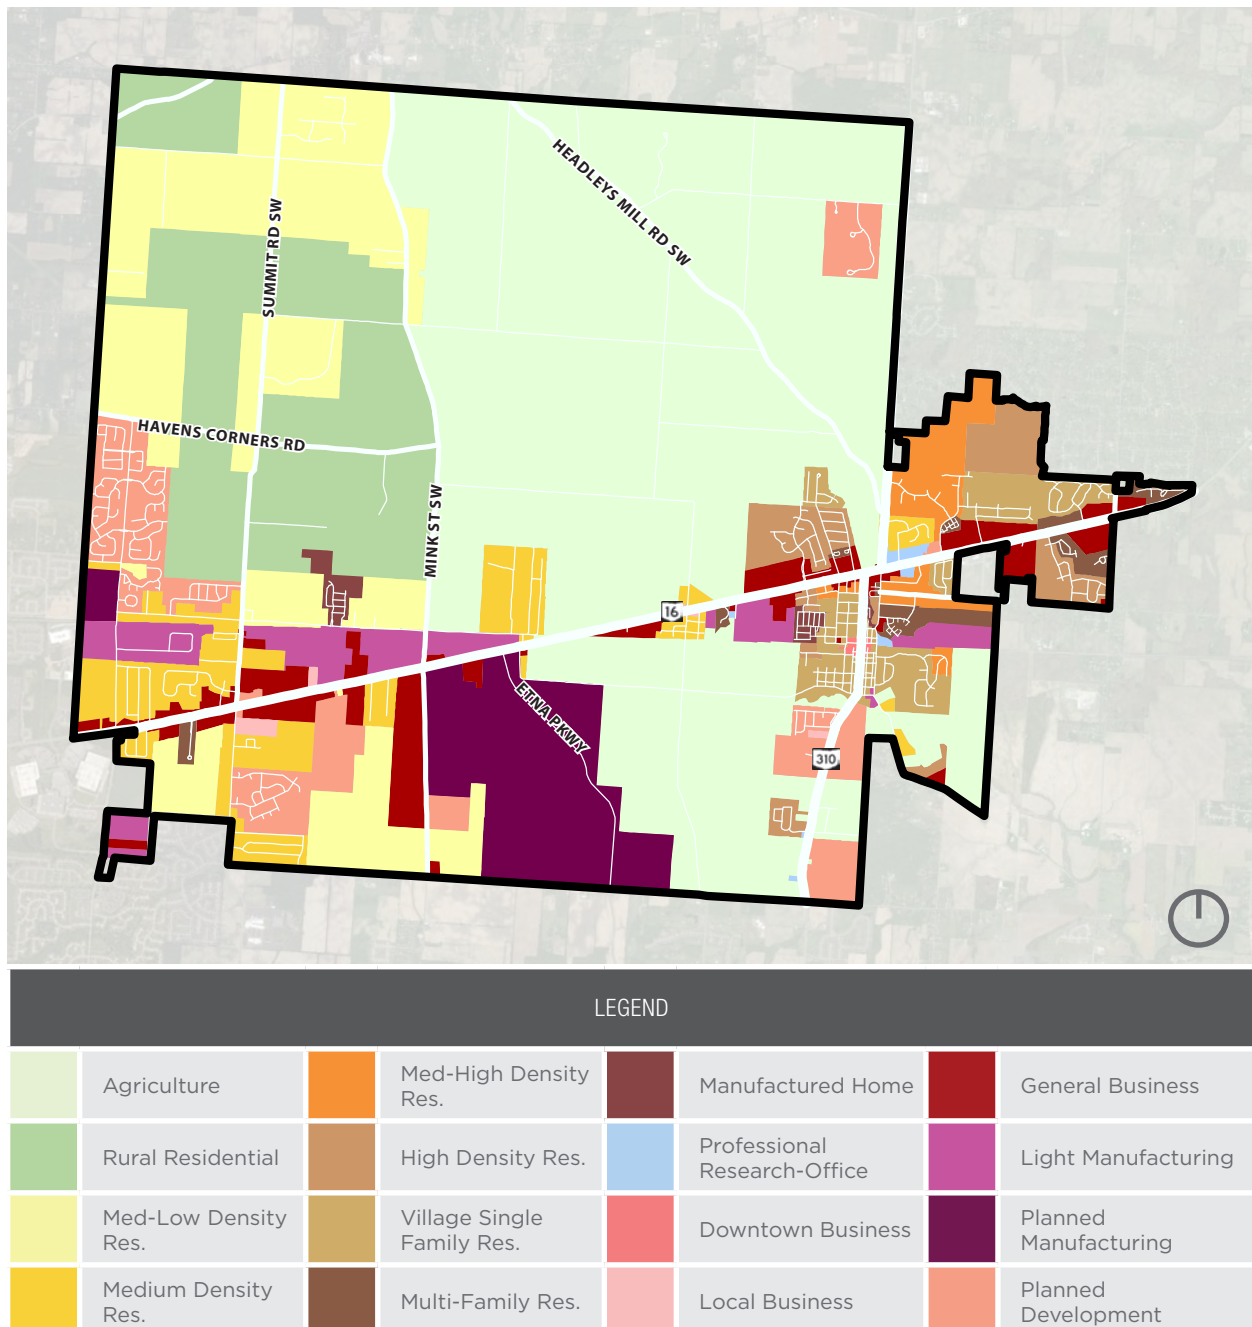 HEADLEYS MILL RD SW
SUMMIT RD SW
HAVENS CORNERS RD
MINK ST SW
16
ETNA PKWY
310
LEGEND
Agriculture
Med-High Density
Res.
Manufactured Home
General Business
Rural Residential
High Density Res.
Professional
Research-Office
Light Manufacturing
Med-Low Density
Res.
Village Single
Family Res.
Downtown Business
Planned
Manufacturing
Medium Density
Res.
Multi-Family Res.
Local Business
Planned
Development